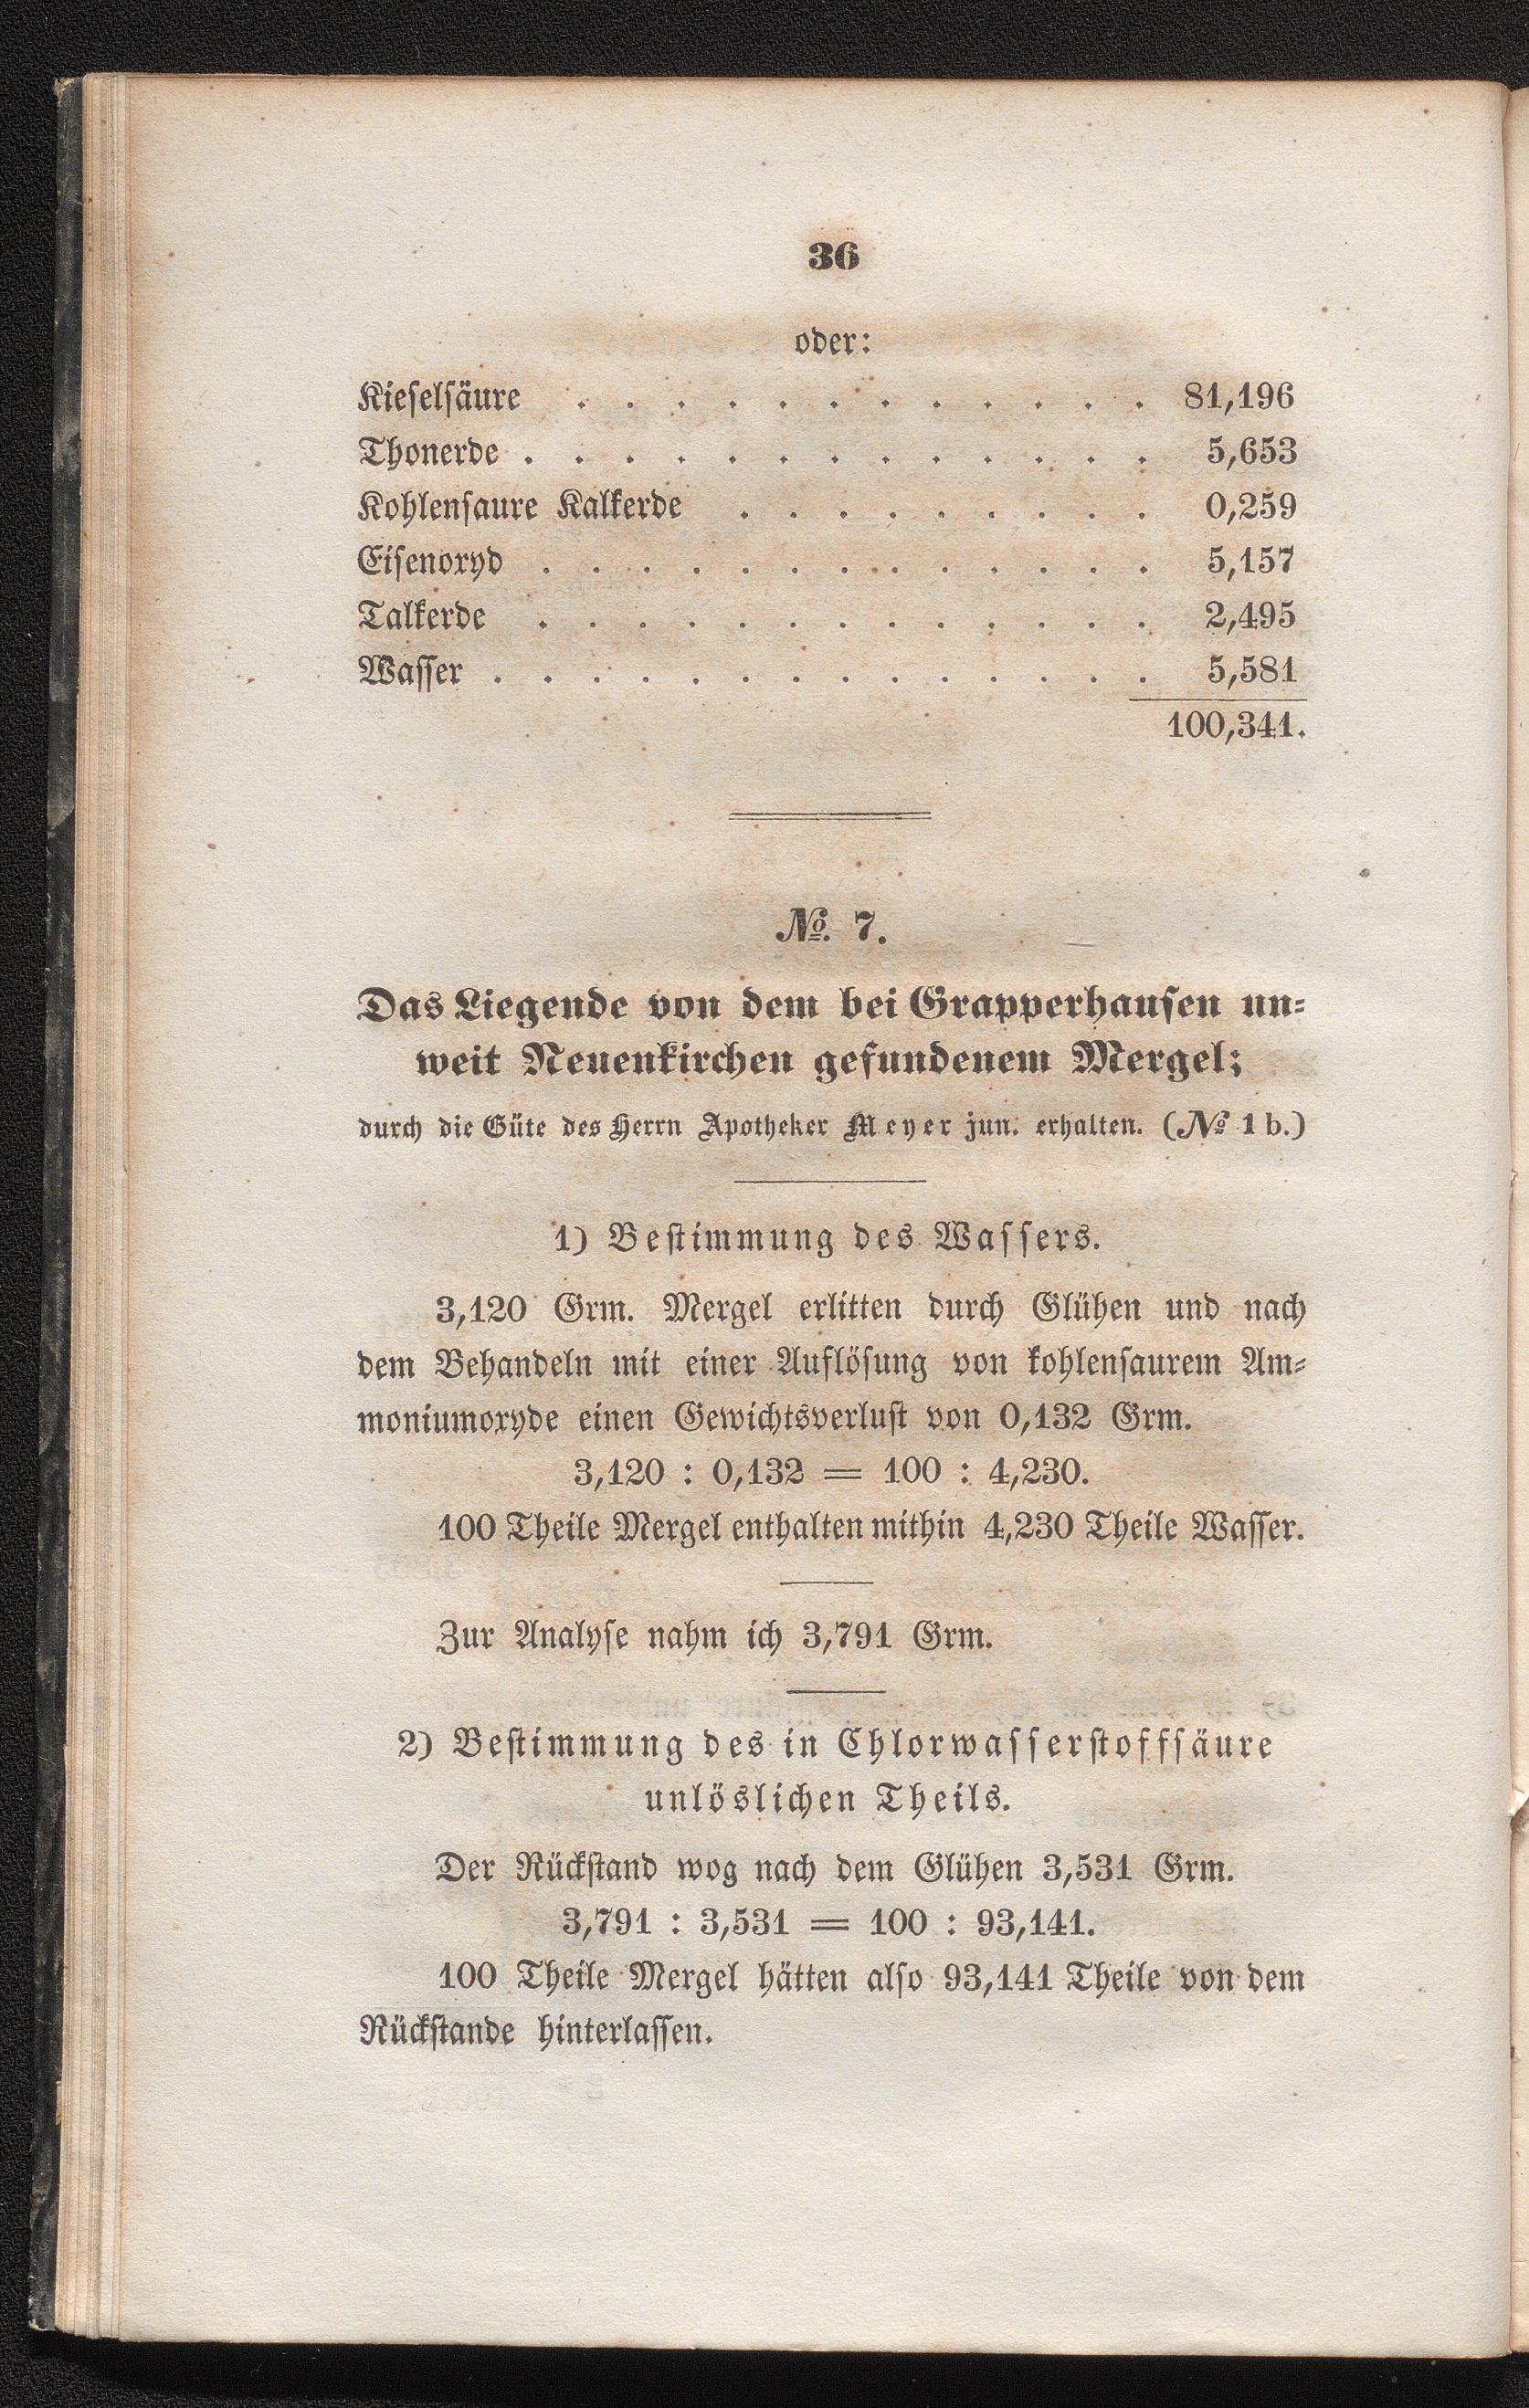 36
oder:
Kieselsäure . . . . . . . . . . . . 81,196
Thonerde . . . . . . . . . . . . . 5,653
Kohlensaure Kalkerde . . . . . . . . . 0,259
Eisenoxyd . . . . . . . . . . . . . 5,157
Talkerde . . . . . . . . . . . . . 2,495
Wasser . . . . . . . . . . . . . . 5,581
100,341.
№. 7.
Das Liegende von dem bei Grapperhausen un-
weit Neuenkirchen gefundenem Mergel;
durch die Güte des Herrn Apotheker Meyer jun. erhalten. (№ 1 b.)
1) Bestimmung des Wassers.
3,120 Grm. Mergel erlitten durch Glühen und nach
dem Behandeln mit einer Auflösung von kohlensaurem Am-
moniumoxyde einen Gewichtsverlust von 0,132 Grm.
3,120 : 0,132 = 100 : 4,230.
100 Theile Mergel enthalten mithin 4,230 Theile Wasser.
Zur Analyse nahm ich 3,791 Grm.
2) Bestimmung des in Chlorwasserstoffsäure
unlöslichen Theils.
Der Rückstand wog nach dem Glühen 3,531 Grm.
3,791 : 3,531 = 100 : 93,141.
100 Theile Mergel hätten also 93,141 Theile von dem
Rückstande hinterlassen.